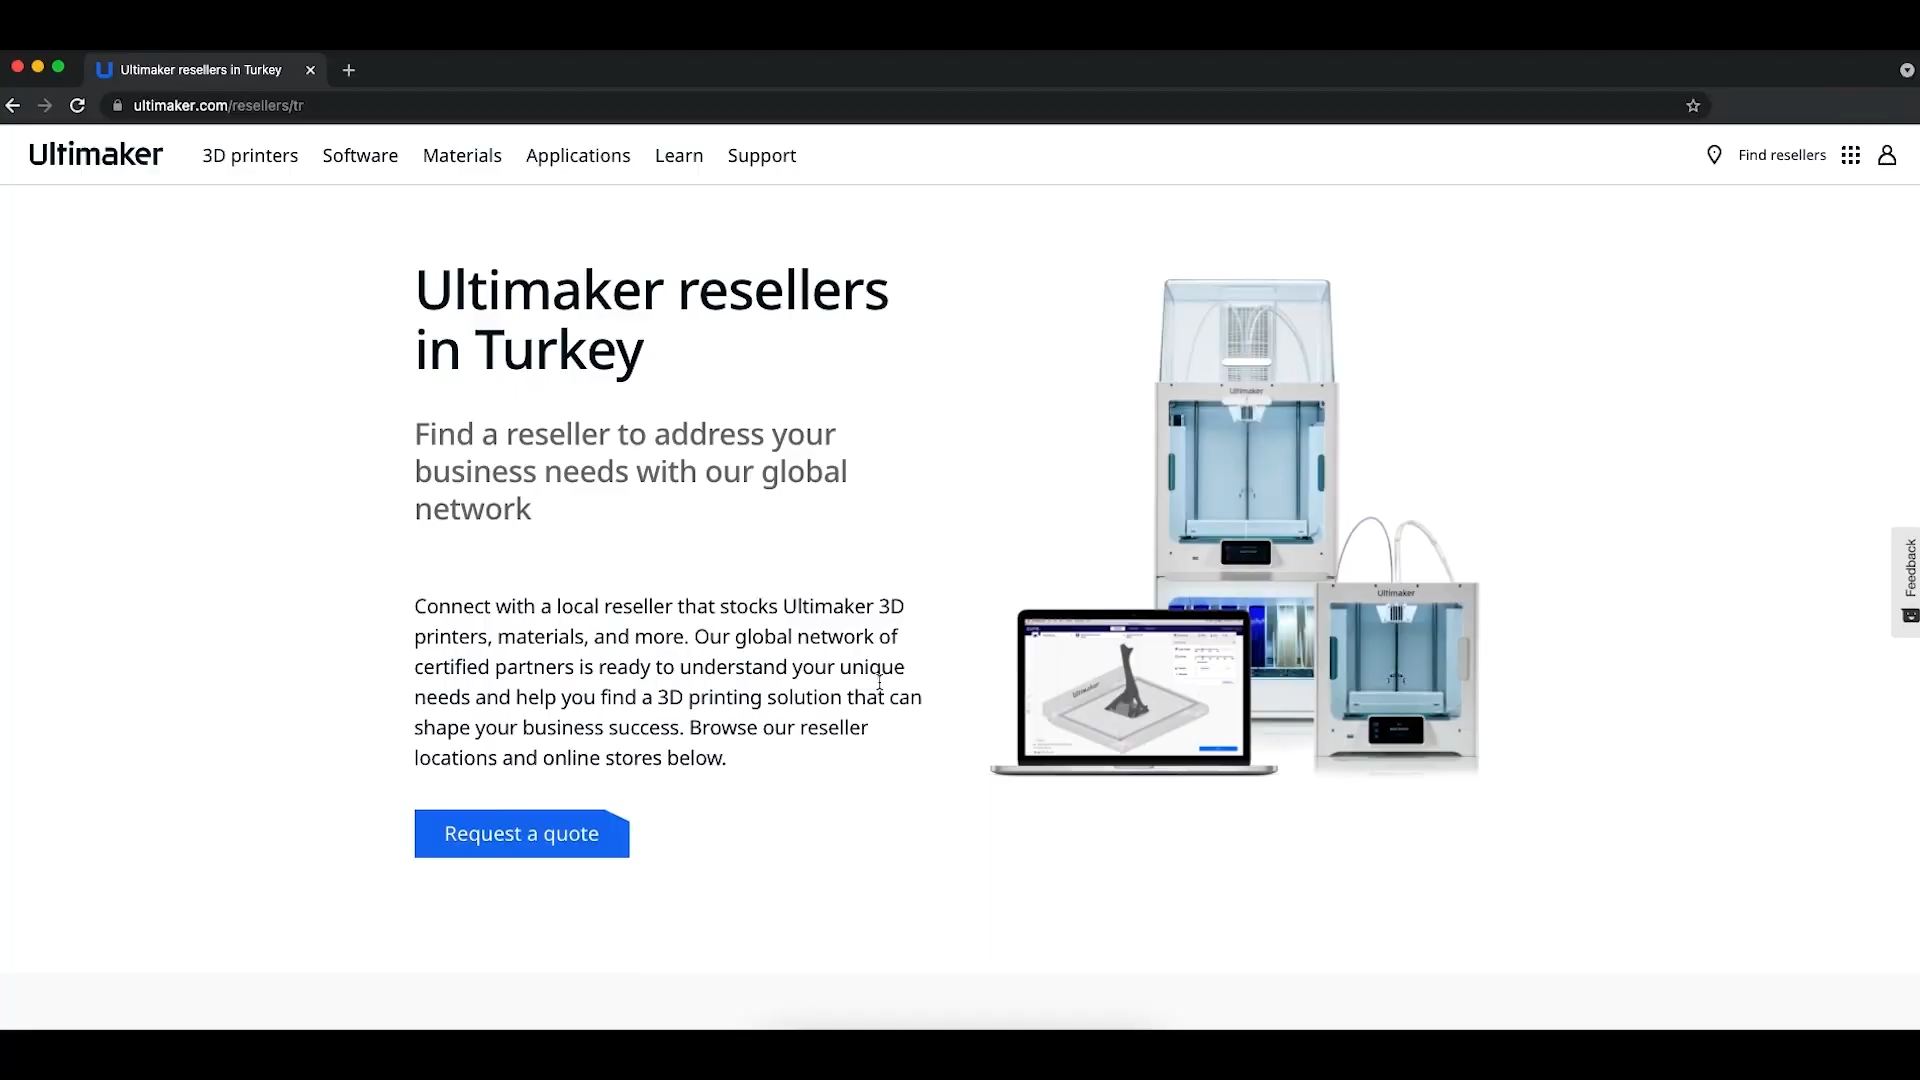 Ultimaker resellers in Turkey
ultimaker.com/resellers/tr
Ultimaker
3D printers
Software
Materials
Applications
Learn
Support
Find resellers
Ultimaker resellers
in Turkey
Find a reseller to address your
business needs with our global
network
Connect with a local reseller that stocks Ultimaker 3D
printers, materials, and more. Our global network of
certified partners is ready to understand your unique
needs and help you find a 3D printing solution that can
shape your business success. Browse our reseller
locations and online stores below.
Request a quote
Ultimaker
Ultimaker
Ultimaker
Feedback